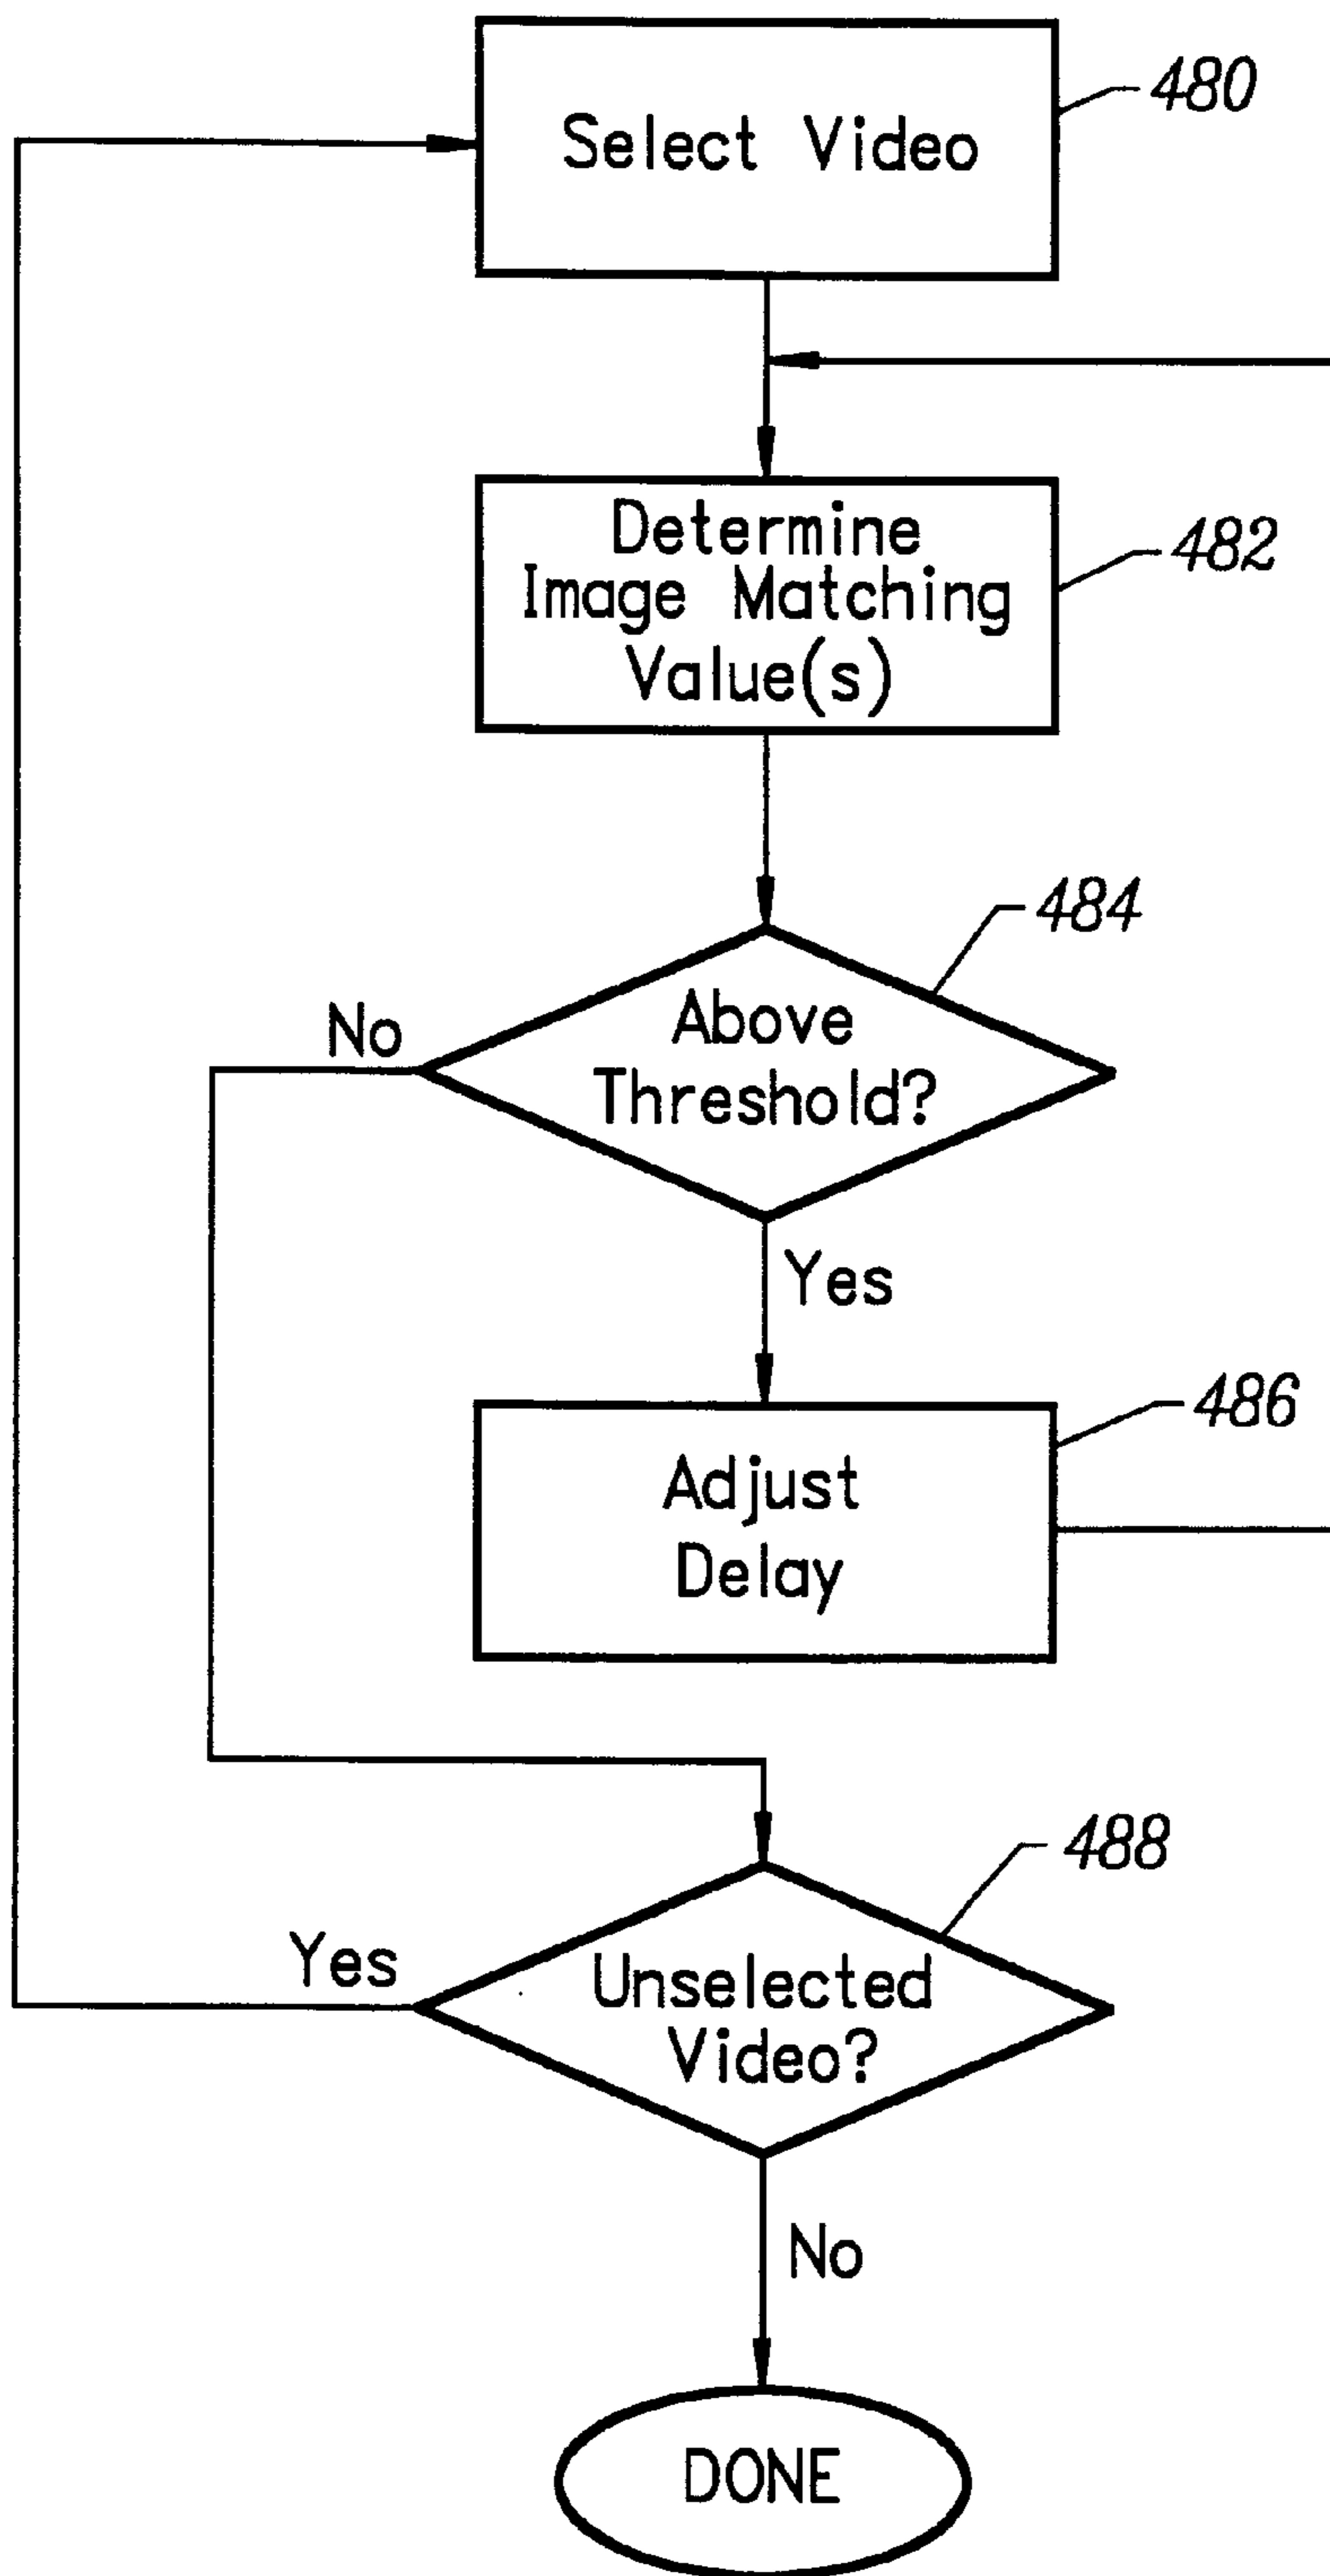 Select Video
480
Determine
Image Matching
Value(s)
482
484
Above
Threshold?
No
Yes
Adjust
Delay
486
488
Unselected
Video?
Yes
No
DONE